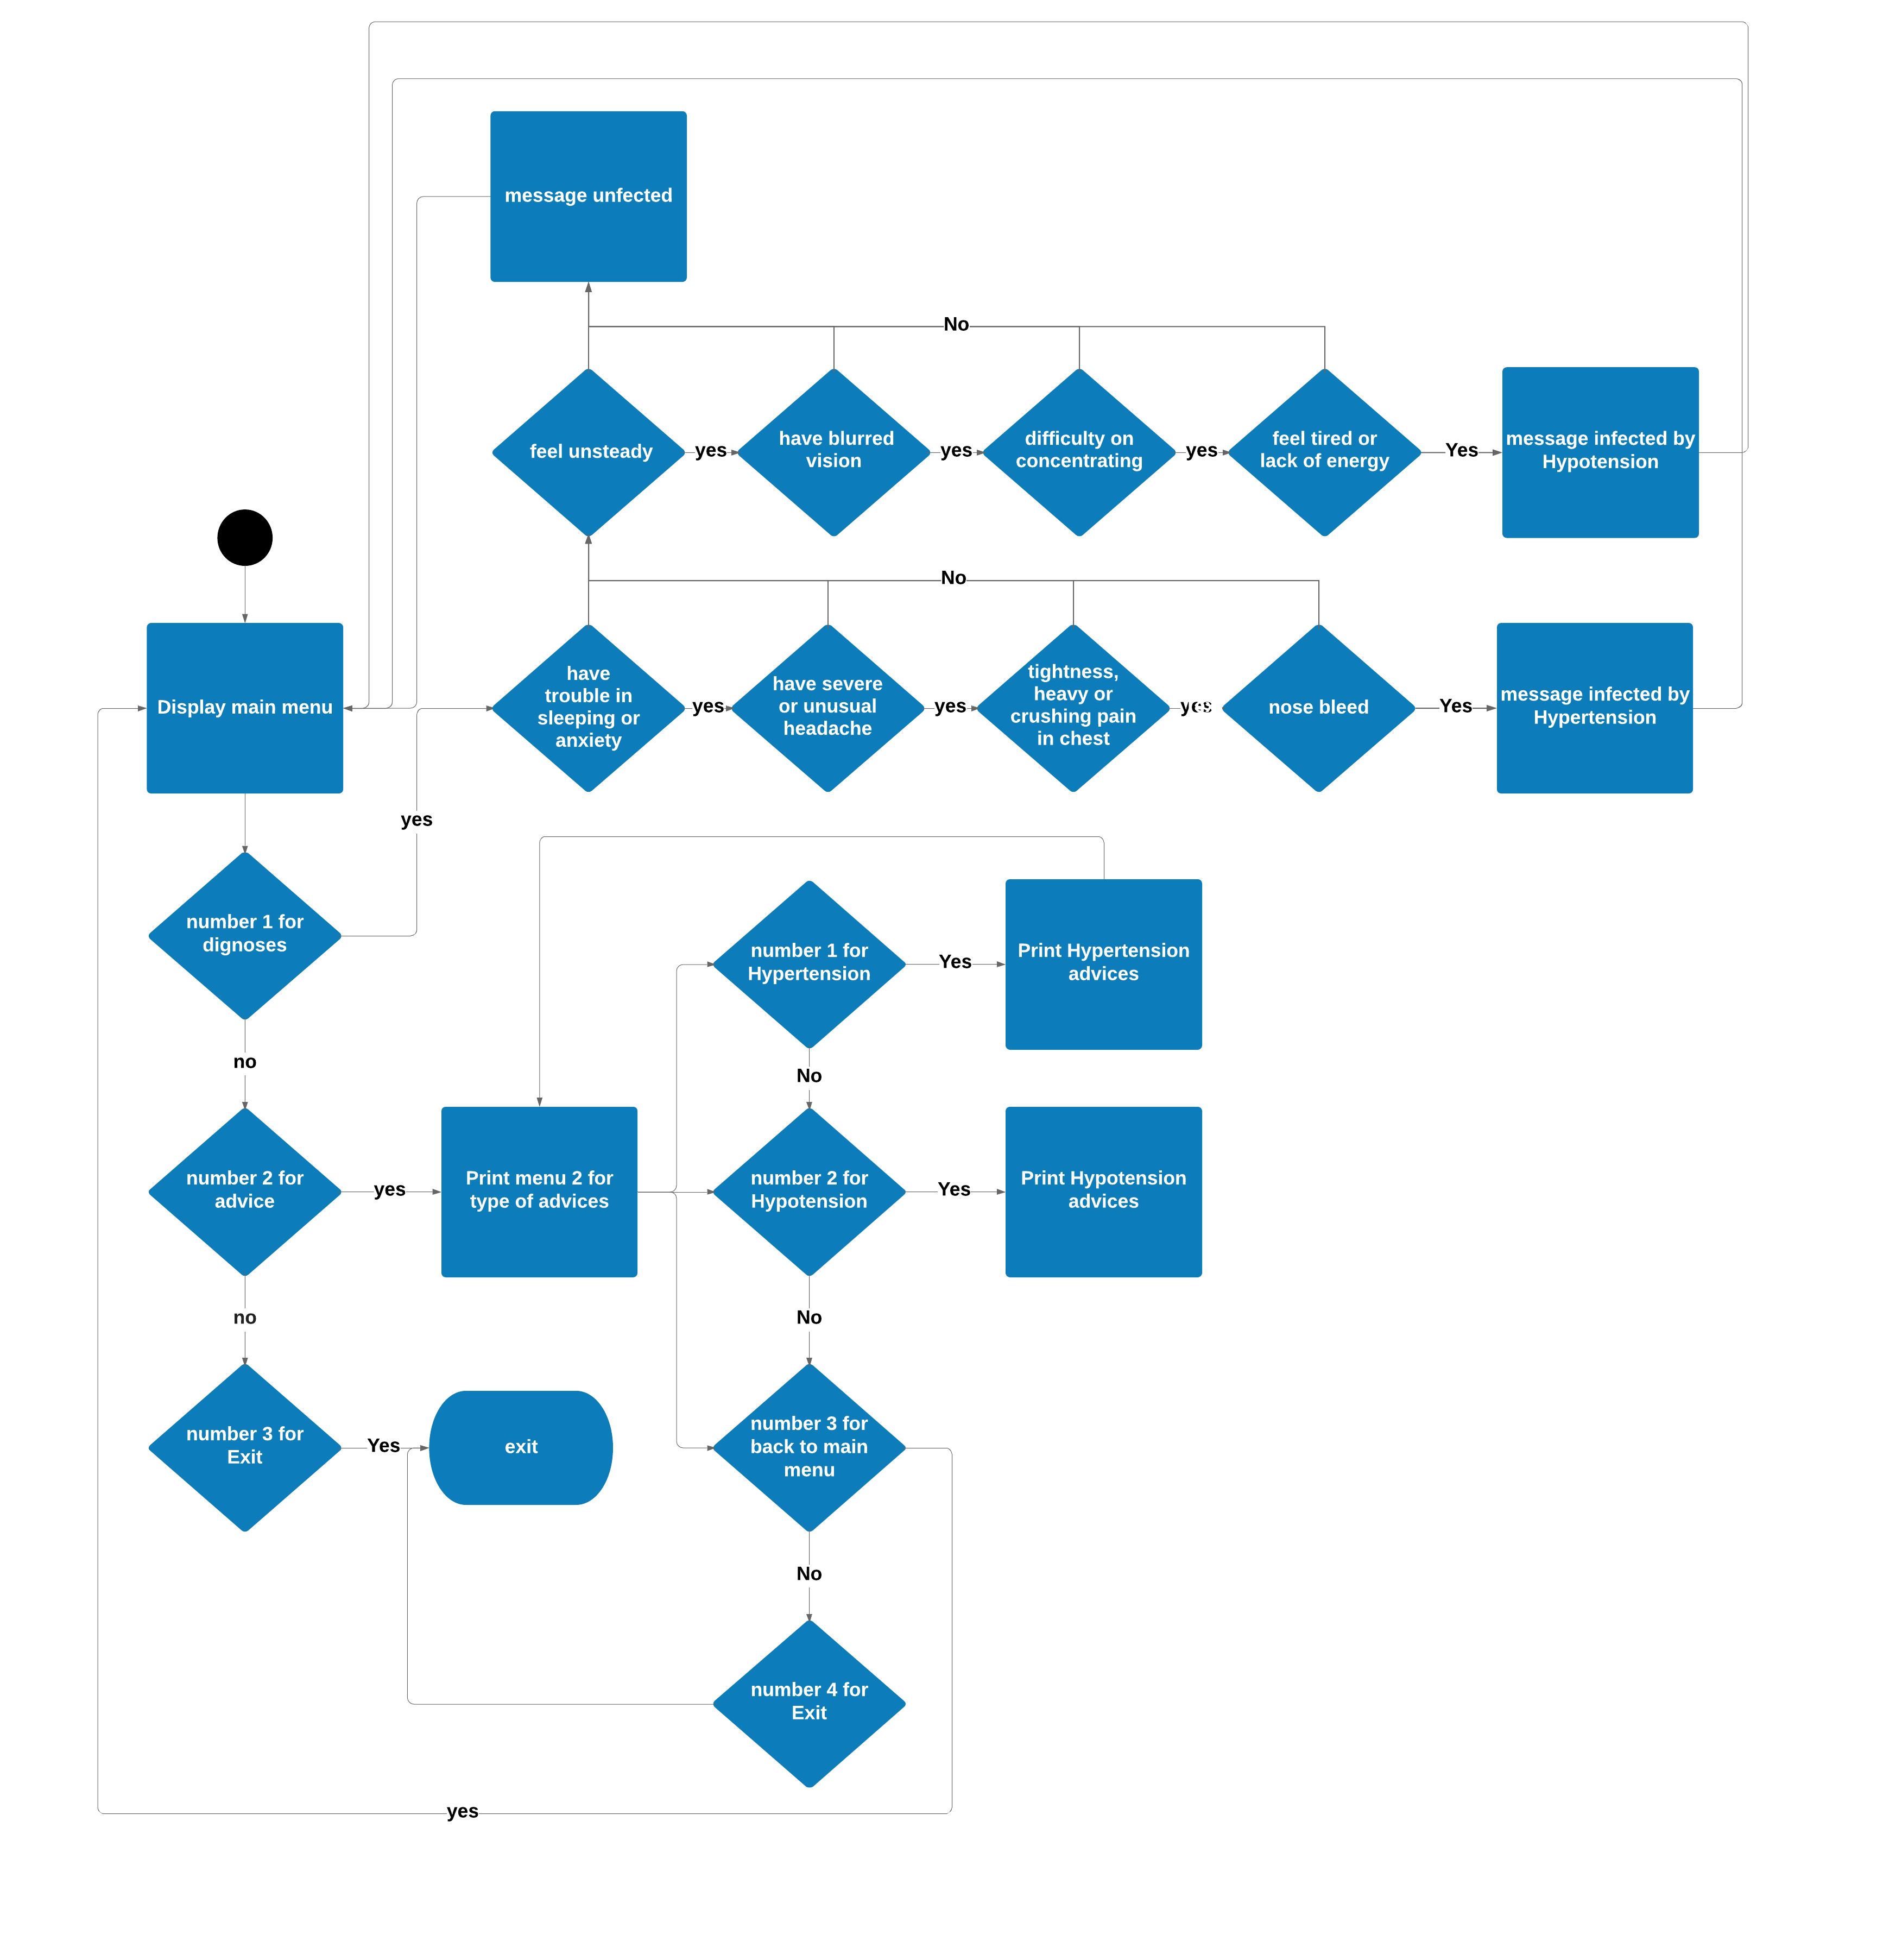 message unfected
No
feel unsteady
yes
have blurred
vision
yes
difficulty on
concentrating
yes
feel tired or
lack of energy
Yes
message infected by
Hypotension
No
Display main menu
have
trouble in
sleeping or
anxiety
yes
have severe
or unusual
headache
yes
tightness,
heavy or
crushing pain
in chest
yes
nose bleed
Yes
message infected by
Hypertension
yes
number 1 for
dignoses
number 1 for
Hypertension
Yes
Print Hypertension
advices
no
No
number 2 for
advice
yes
Print menu 2 for
type of advices
number 2 for
Hypotension
Yes
Print Hypotension
advices
no
No
number 3 for
Exit
Yes
exit
number 3 for
back to main
menu
No
number 4 for
Exit
yes